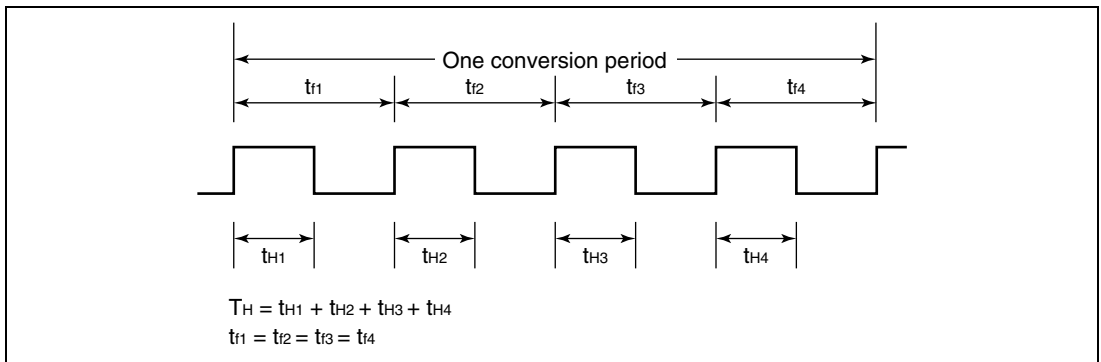 One conversion period
tf1 tf2 tf3 tf4
tH1 tH2 tH3 tH4
TH = tH1 + tH2 + tH3 + tH4
tf1 = tf2 = tf3 = tf4